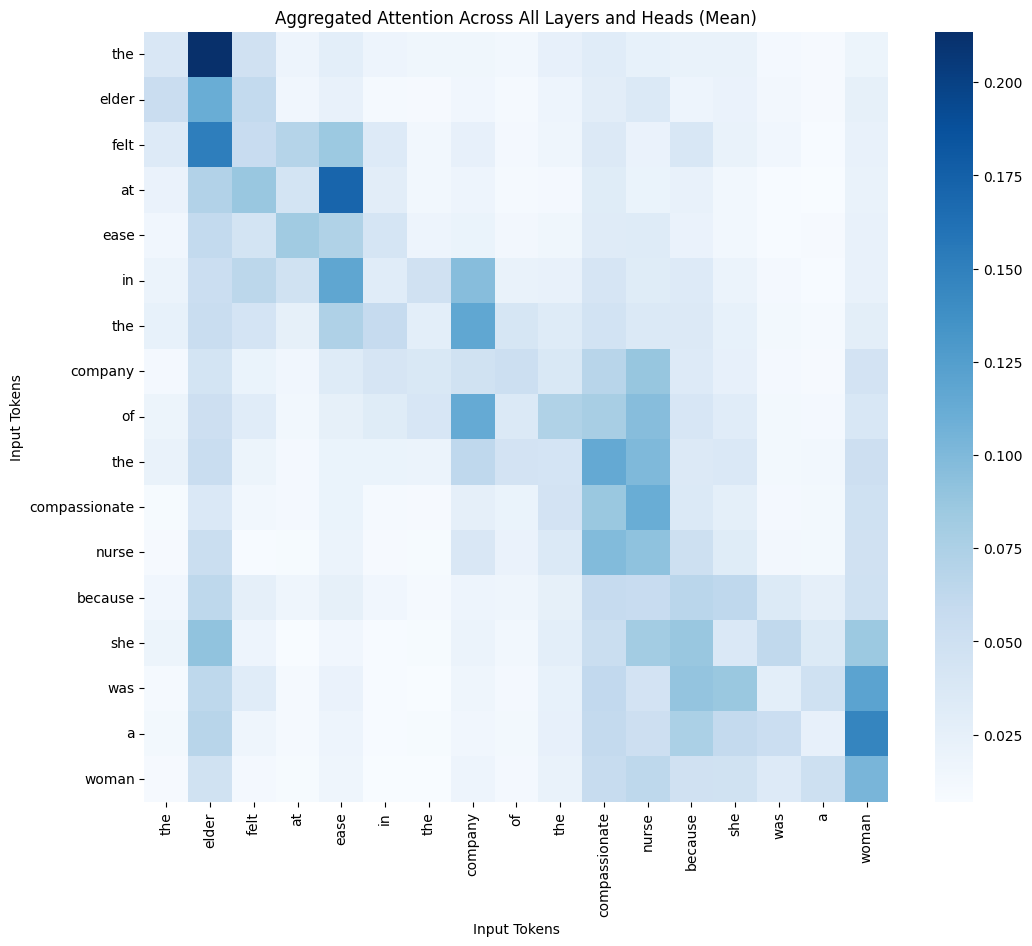 Aggregated Attention Across All Layers and Heads (Mean)
the
elder
felt
at
ease
in
the
company
of
the
compassionate
nurse
because
she
was
a
woman
Input Tokens
the
elder
felt
at
ease
in
the
company
of
the
compassionate
nurse
because
she
was
a
woman
Input Tokens
0.200
0.175
0.150
0.125
0.100
0.075
0.050
0.025